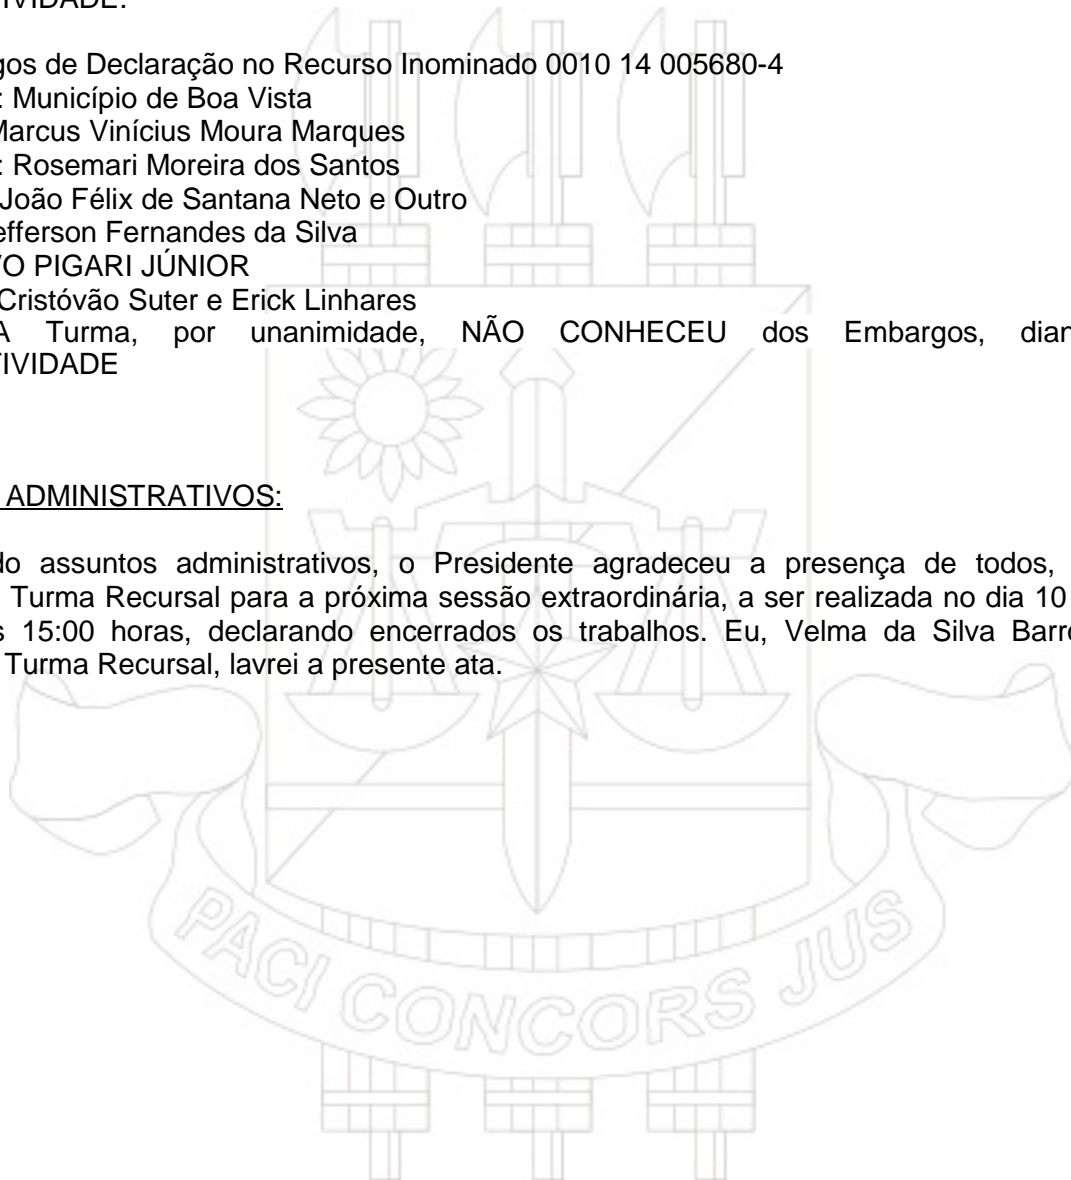 IVIDADE:
gos de Declaração no Recurso Inominado 0010 14 005680-4
: Município de Boa Vista
Marcus Vinícius Moura Marques
: Rosemari Moreira dos Santos
João Félix de Santana Neto e Outro
efferson Fernandes da Silva
VO PIGARI JÚNIOR
Cristóvão Suter e Erick Linhares
A Turma, por unanimidade, NÃO CONHECEU dos Embargos, dian
TIVIDADE
ADMINISTRATIVOS:
do assuntos administrativos, o Presidente agradeceu a presença de todos,
Turma Recursal para a próxima sessão extraordinária, a ser realizada no dia 10
s 15:00 horas, declarando encerrados os trabalhos. Eu, Velma da Silva Barr
Turma Recursal, lavrei a presente ata.
PACI CONCORS JUS